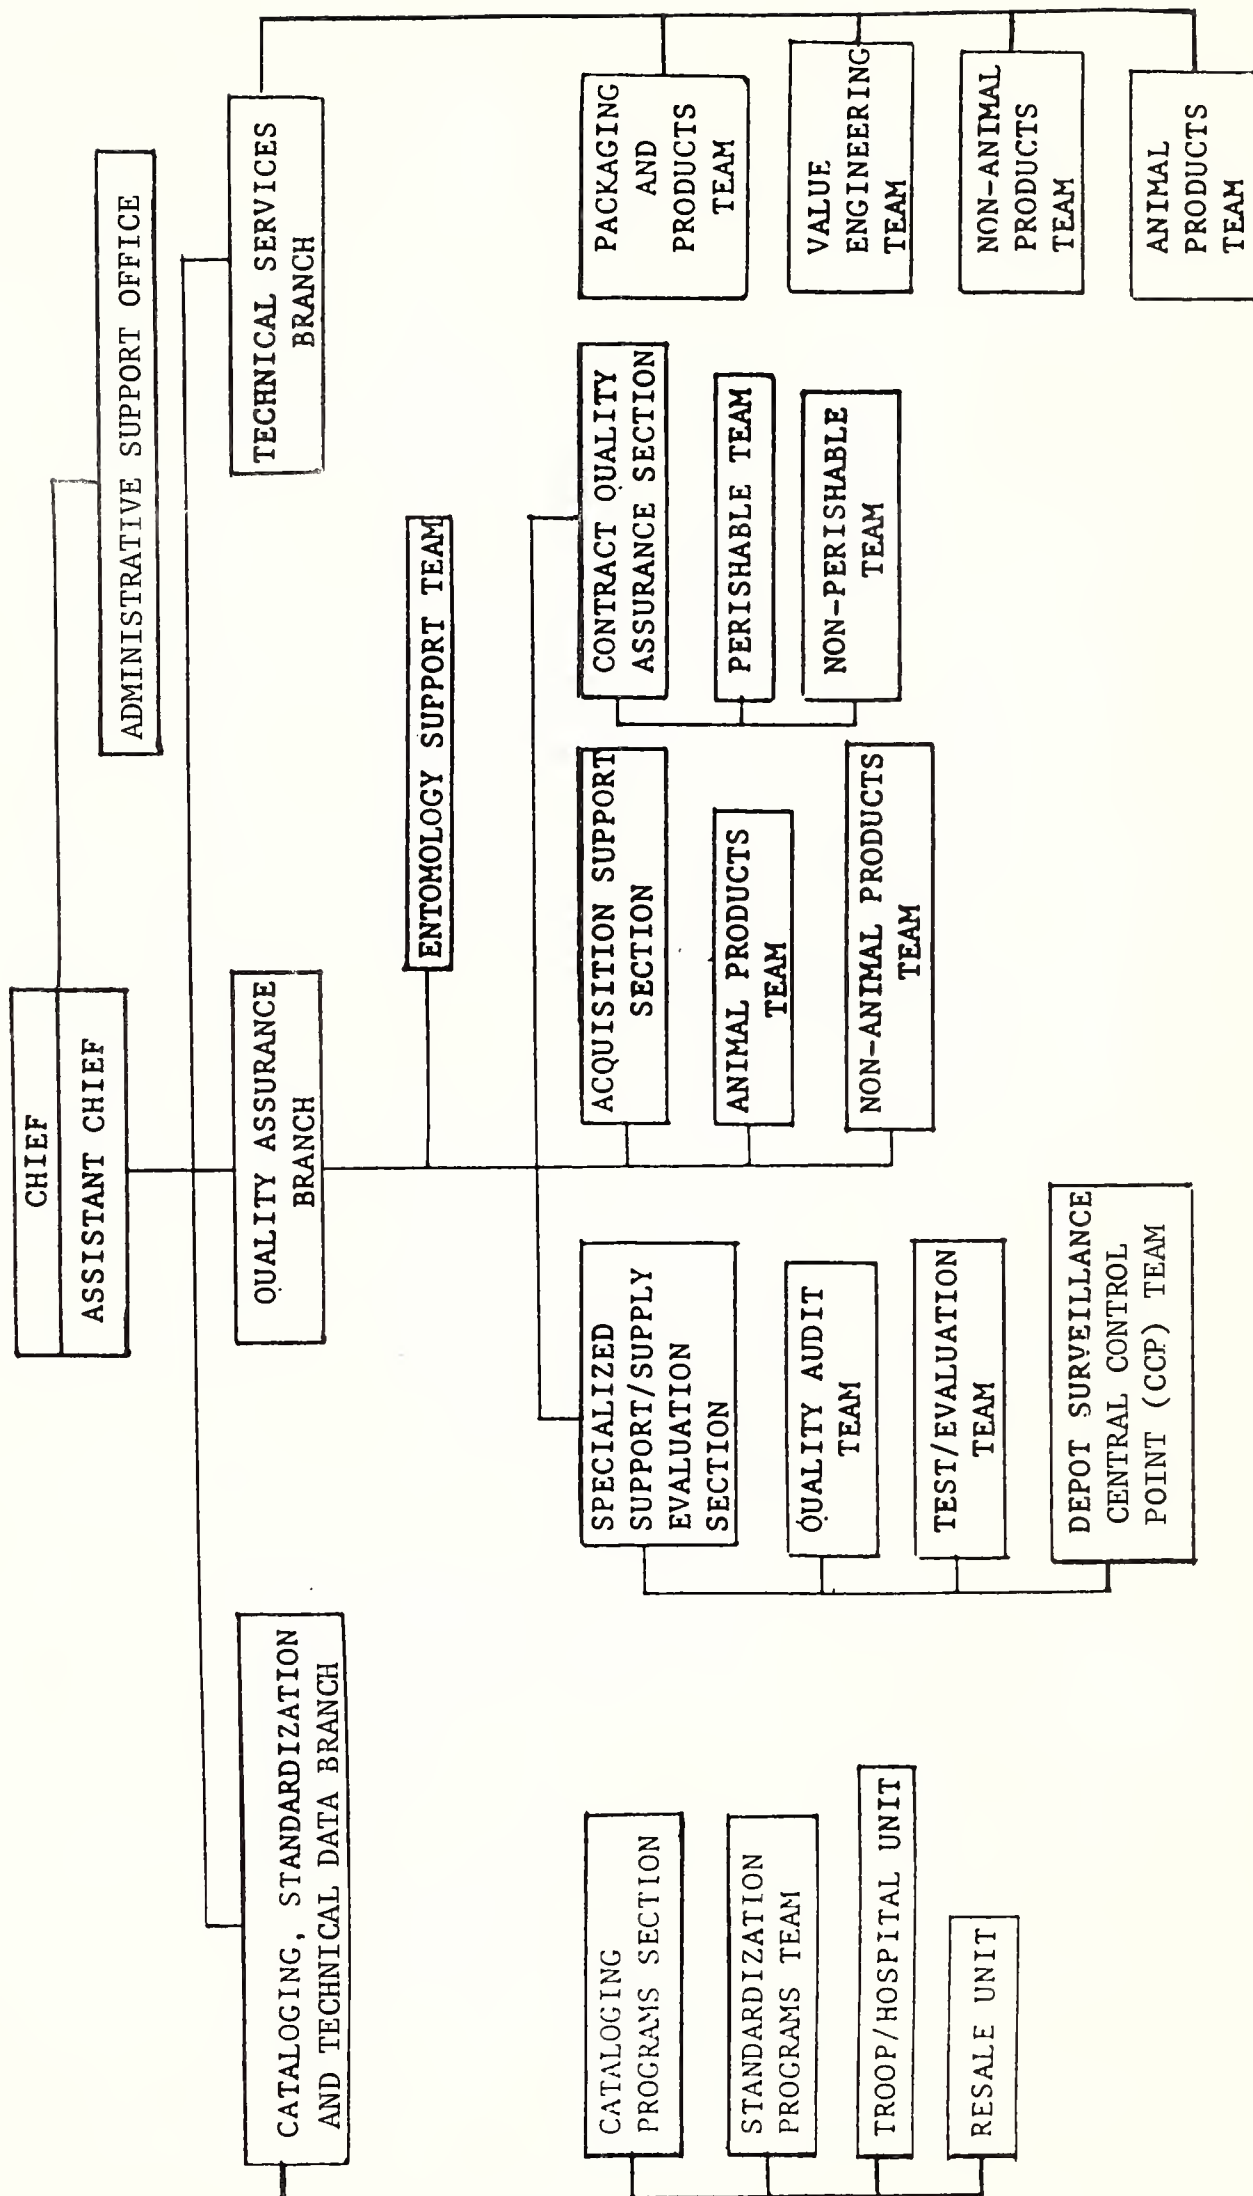 CHIEF
ASSISTANT CHIEF
ADMINISTRATIVE SUPPORT OFFICE
CATALOGING, STANDARDIZATION
AND TECHNICAL DATA BRANCH
QUALITY ASSURANCE
BRANCH
TECHNICAL SERVICES
BRANCH
ENTOMOLOGY SUPPORT TEAM
CATALOGING
PROGRAMS SECTION
STANDARDIZATION
PROGRAMS TEAM
TROOP/HOSPITAL UNIT
RESALE UNIT
SPECIALIZED
SUPPORT/SUPPLY
EVALUATION
SECTION
QUALITY AUDIT
TEAM
TEST/EVALUATION
TEAM
DEPOT SURVEILLANCE
CENTRAL CONTROL
POINT (CCP) TEAM
ACQUISITION SUPPORT
SECTION
ANIMAL PRODUCTS
TEAM
NON-ANIMAL PRODUCTS
TEAM
CONTRACT QUALITY
ASSURANCE SECTION
PERISHABLE TEAM
NON-PERISHABLE
TEAM
PACKAGING
AND
PRODUCTS
TEAM
VALUE
ENGINEERING
TEAM
NON-ANIMAL
PRODUCTS
TEAM
ANIMAL
PRODUCTS
TEAM